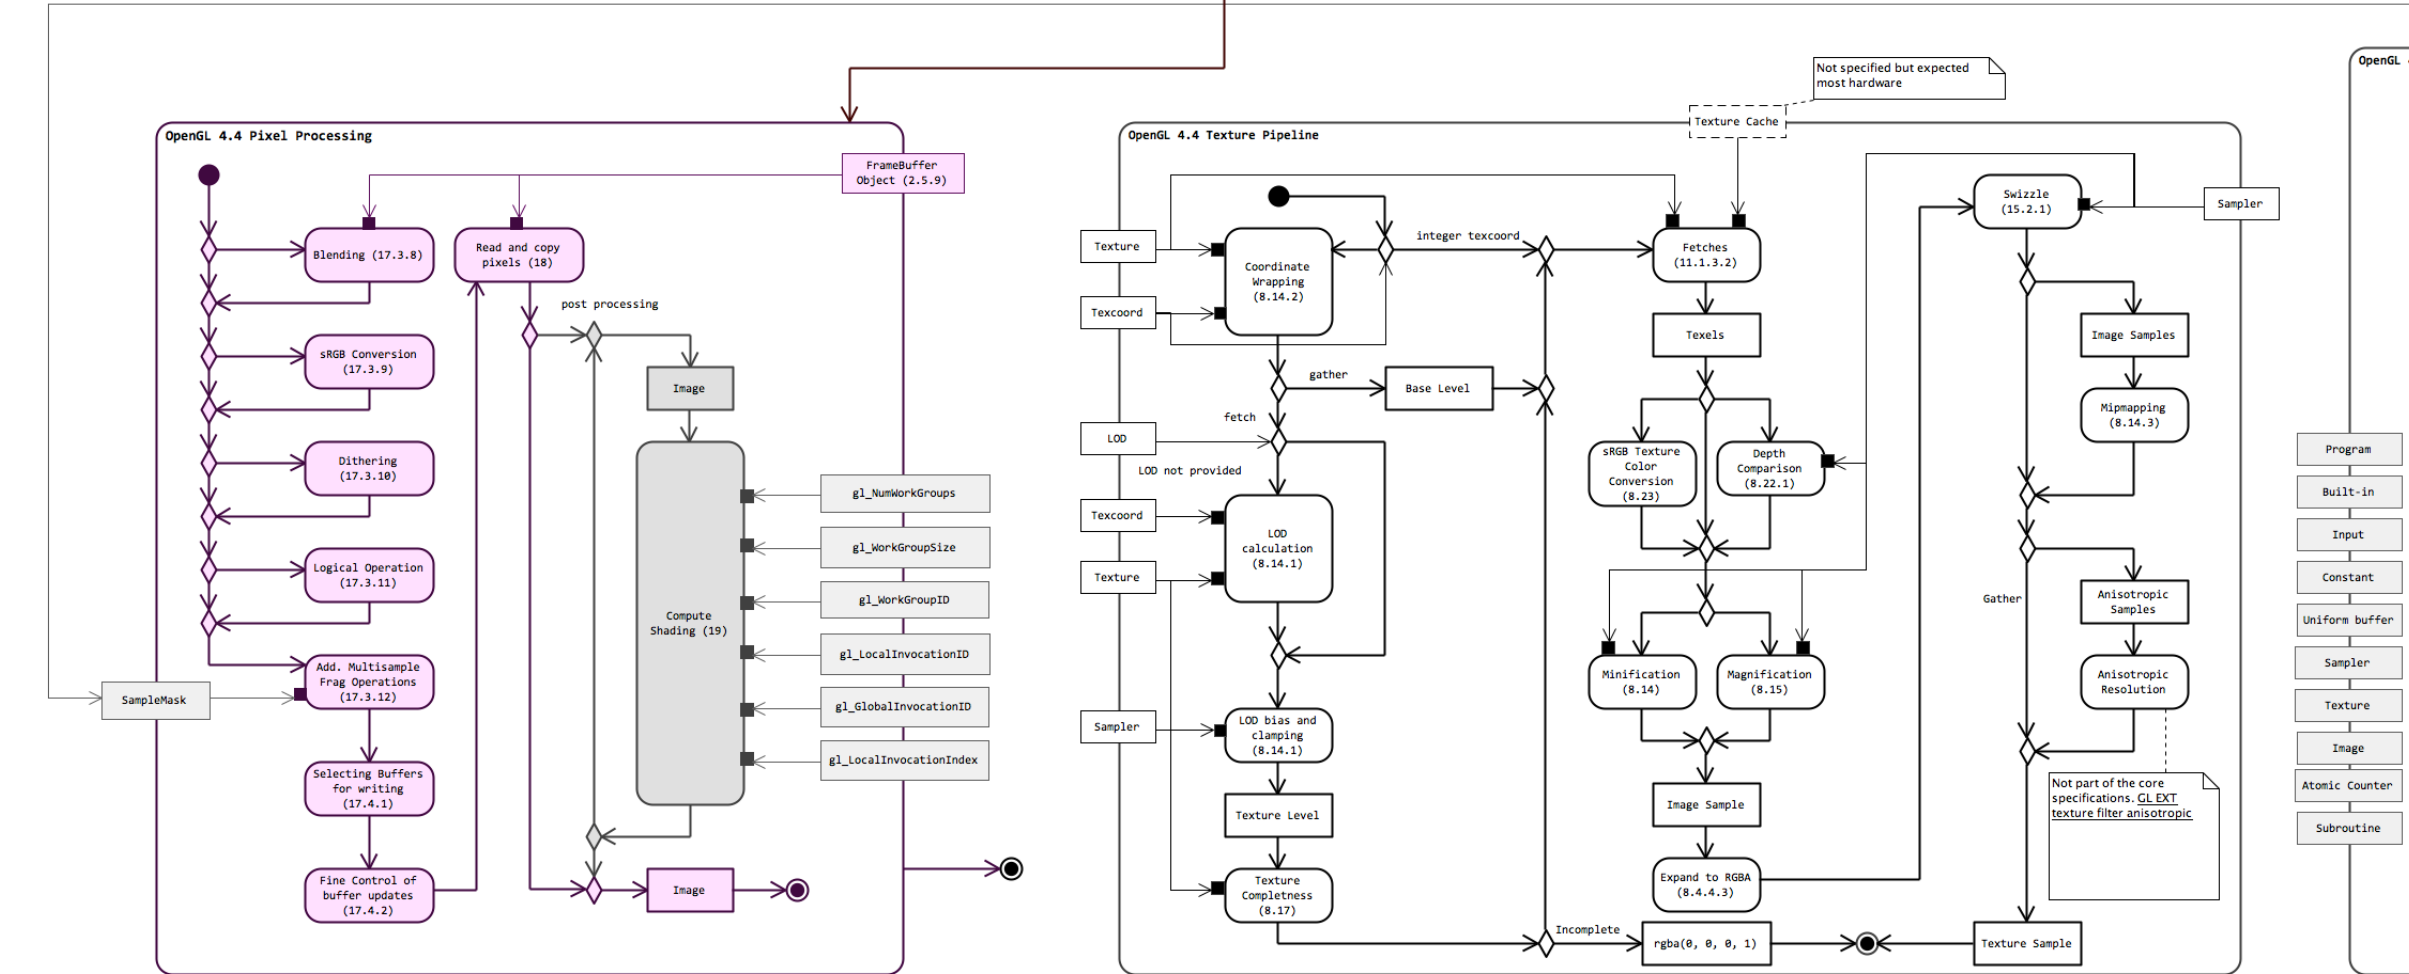 Not specified but expected
most hardware
OpenGL
Texture Cache
OpenGL 4.4 Pixel Processing
FrameBuffer
Object (2.5.9)
Blending (17.3.8)
Read and copy
pixels (18)
post processing
sRGB Conversion
(17.3.9)
Image
Dithering
(17.3.10)
Logical Operation
(17.3.11)
Compute
Shading (19)
gl_NumWorkGroups
gl_WorkGroupSize
gl_WorkGroupID
gl_LocalInvocationID
gl_GlobalInvocationID
gl_LocalInvocationIndex
Add. Multisample
Frag Operations
(17.3.12)
SampleMask
Selecting Buffers
for writing
(17.4.1)
Fine Control of
buffer updates
(17.4.2)
Image
OpenGL 4.4 Texture Pipeline
Texture
Texcoord
Coordinate
Wrapping
(8.14.2)
integer texcoord
gather
Base Level
fetch
LOD
LOD not provided
Texcoord
Texture
LOD
calculation
(8.14.1)
Sampler
LOD bias and
clamping
(8.14.1)
Texture Level
Texture
Completness
(8.17)
Incomplete
rgba(0, 0, 0, 1)
Fetches
(11.1.3.2)
Texels
sRGB Texture
Color
Conversion
(8.23)
Depth
Comparison
(8.22.1)
Minification
(8.14)
Magnification
(8.15)
Image Sample
Expand to RGBA
(8.4.4.3)
Swizzle
(15.2.1)
Sampler
Image Samples
Mipmapping
(8.14.3)
Gather
Anisotropic
Samples
Anisotropic
Resolution
Not part of the core
specifications. GL EXT
texture filter anisotropic
Texture Sample
Program
Built-in
Input
Constant
Uniform buffer
Sampler
Texture
Image
Atomic Counter
Subroutine